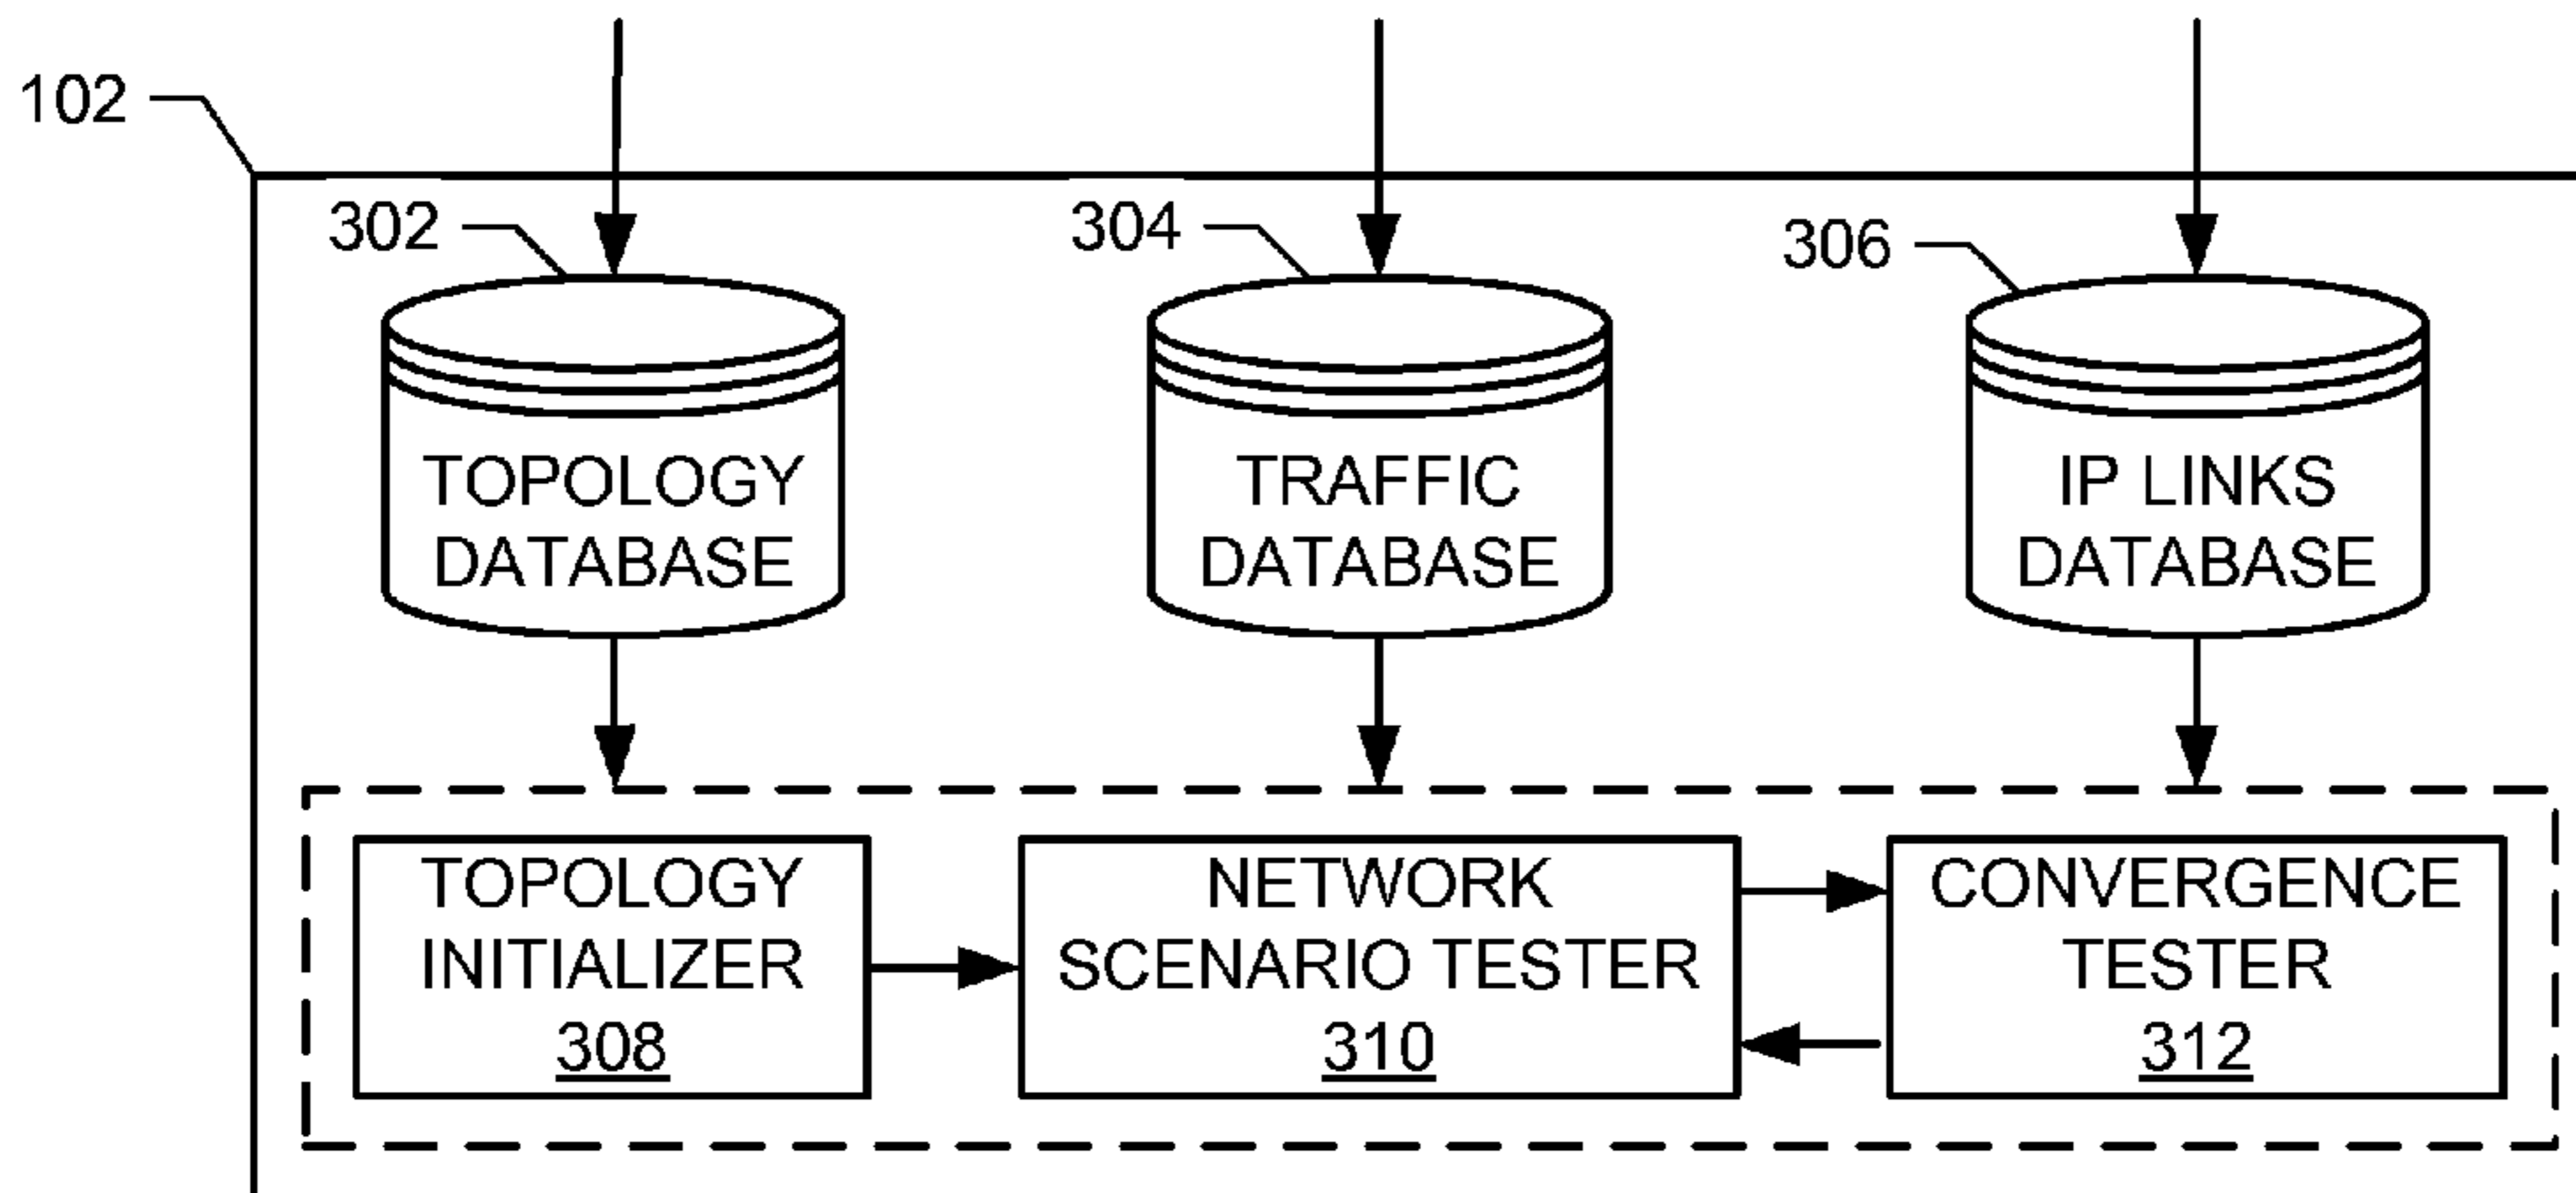 102
302
304
306
TOPOLOGY
DATABASE
TRAFFIC
DATABASE
IP LINKS
DATABASE
TOPOLOGY
INITIALIZER
308
NETWORK
SCENARIO TESTER
310
CONVERGENCE
TESTER
312